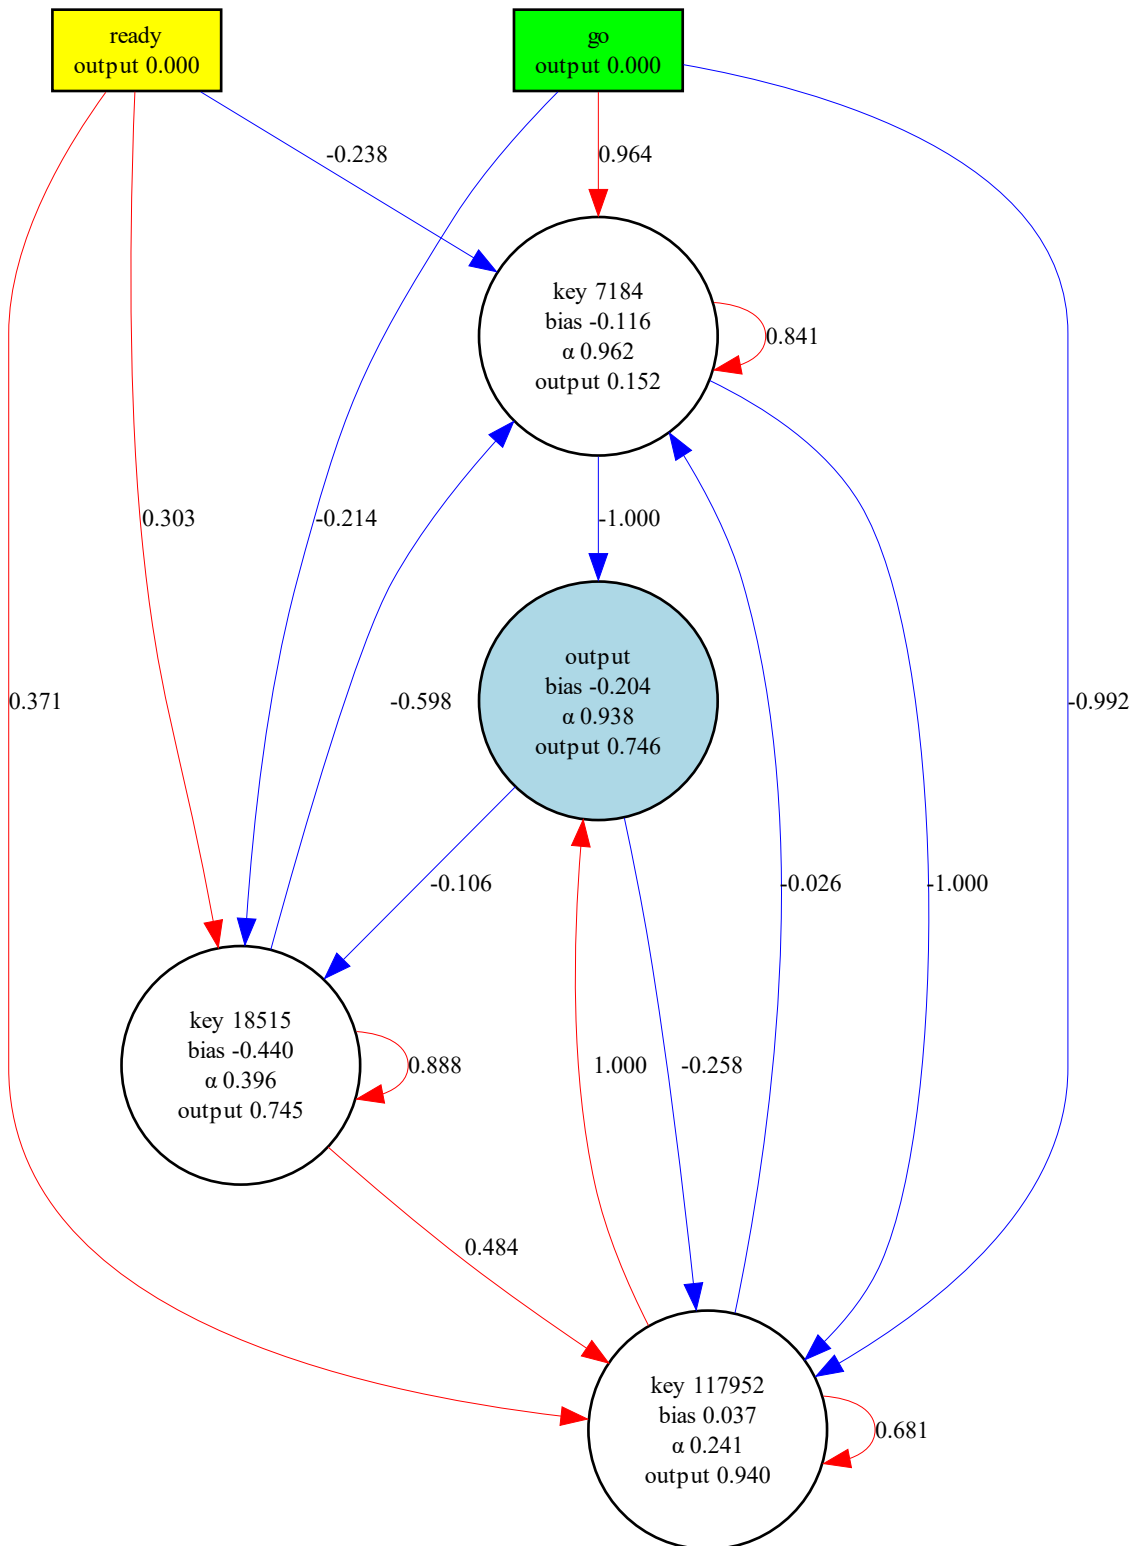 ready
output 0.000
go
output 0.000
-0.238
0.964
key 7184
bias -0.116
α 0.962
output 0.152
0.841
0.303
-0.214
-1.000
output
bias -0.204
α 0.938
output 0.746
0.371
-0.598
-0.992
-0.106
-0.026
-1.000
key 18515
bias -0.440
α 0.396
output 0.745
0.888
1.000
-0.258
0.484
key 117952
bias 0.037
α 0.241
output 0.940
0.681